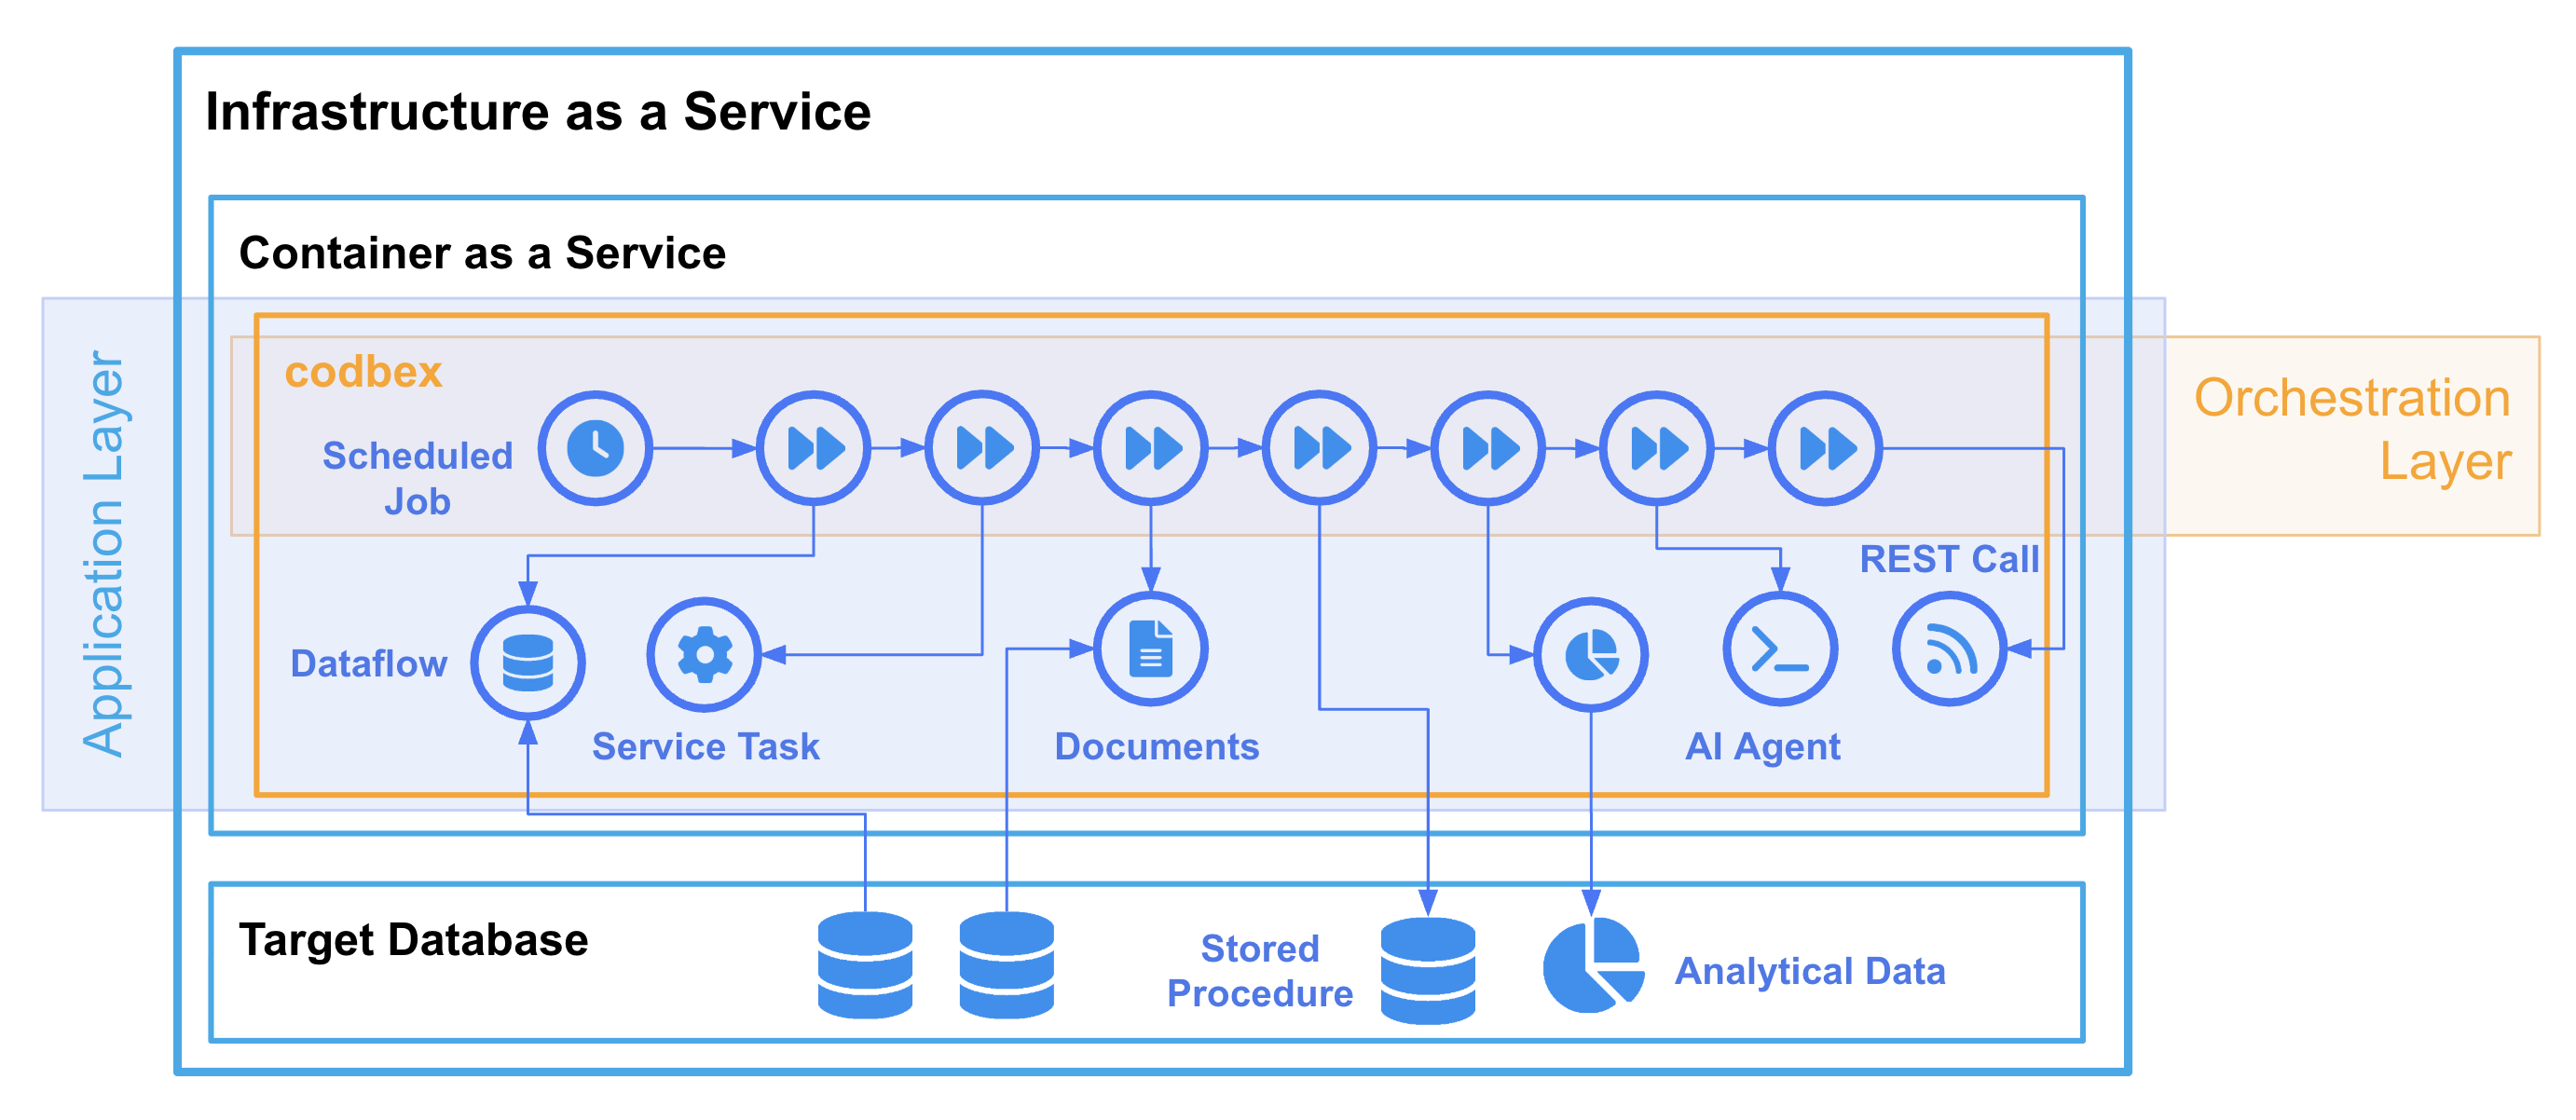 Infrastructure as a Service
Container as a Service
Application Layer
codbex
Orchestration
Layer
Scheduled
Job
REST Call
Dataflow
Service Task
Documents
AI Agent
Target Database
Stored
Procedure
Analytical Data